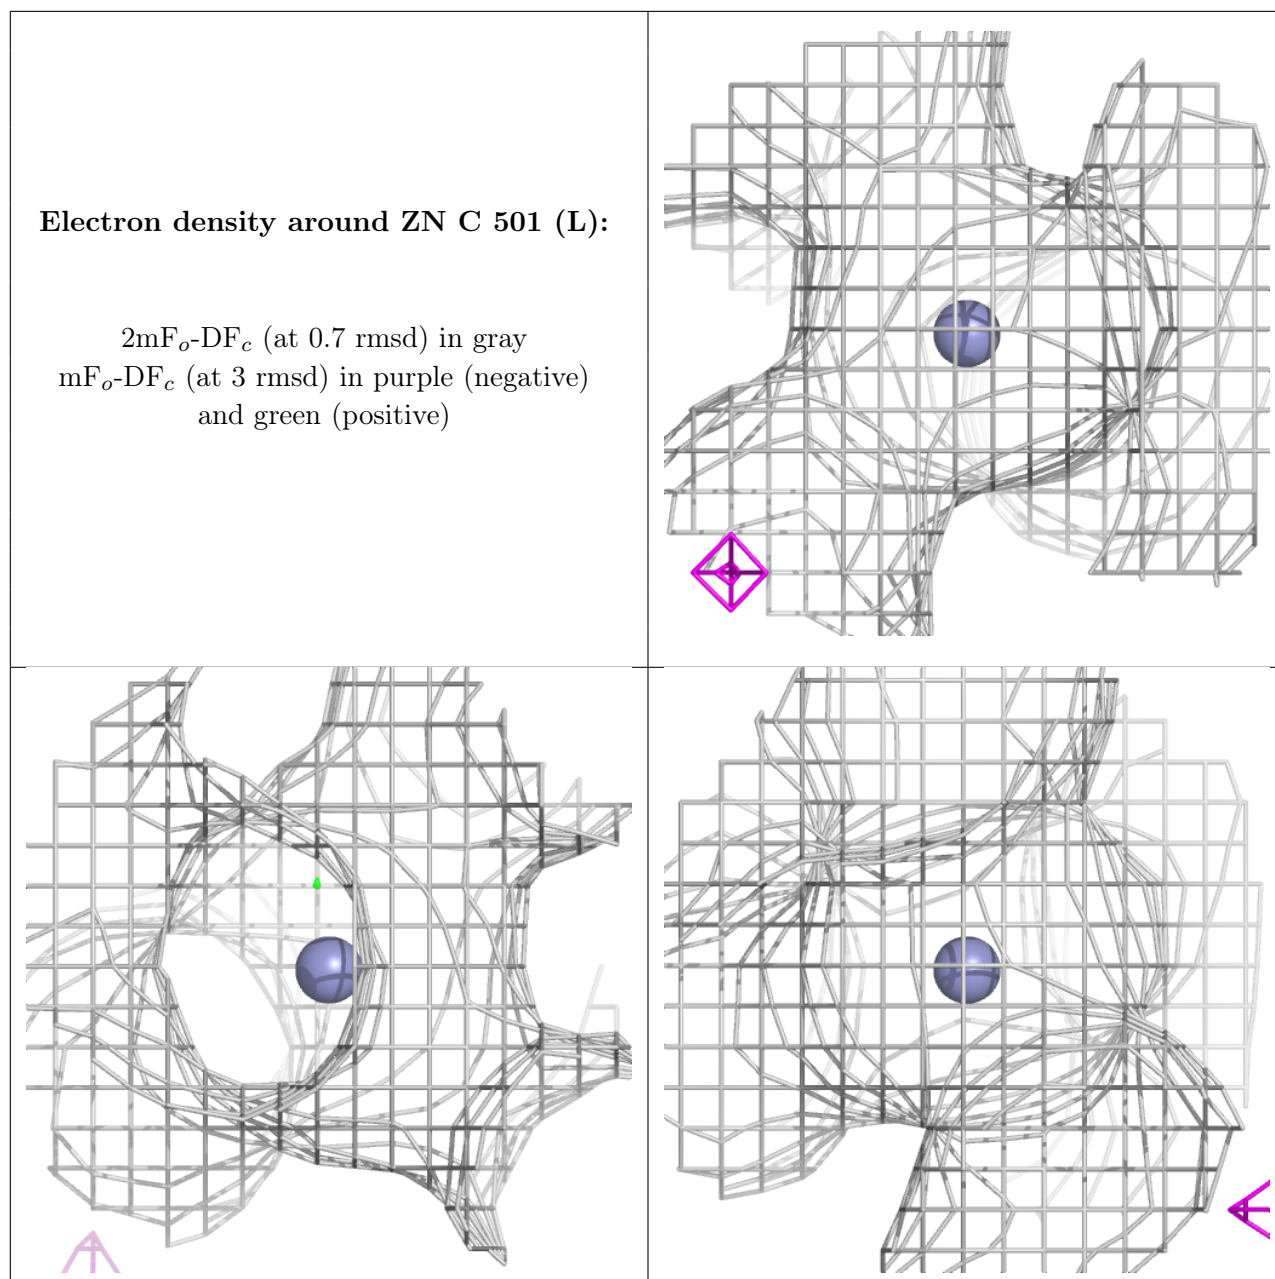 Electron density around ZN C 501 (L):
2mFₒ-DF𝒸 (at 0.7 rmsd) in gray
mFₒ-DF𝒸 (at 3 rmsd) in purple (negative)
and green (positive)